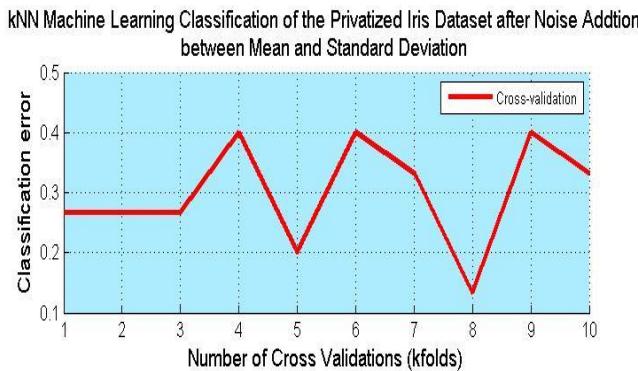 kNN Machine Learning Classification of the Privatized Iris Dataset after Noise Addtion
between Mean and Standard Deviation
0.5
Cross-validation
0.4
0.3
0.2
0.1
Classification error
1 2 3 4 5 6 7 8 9 10
Number of Cross Validations (kfolds)